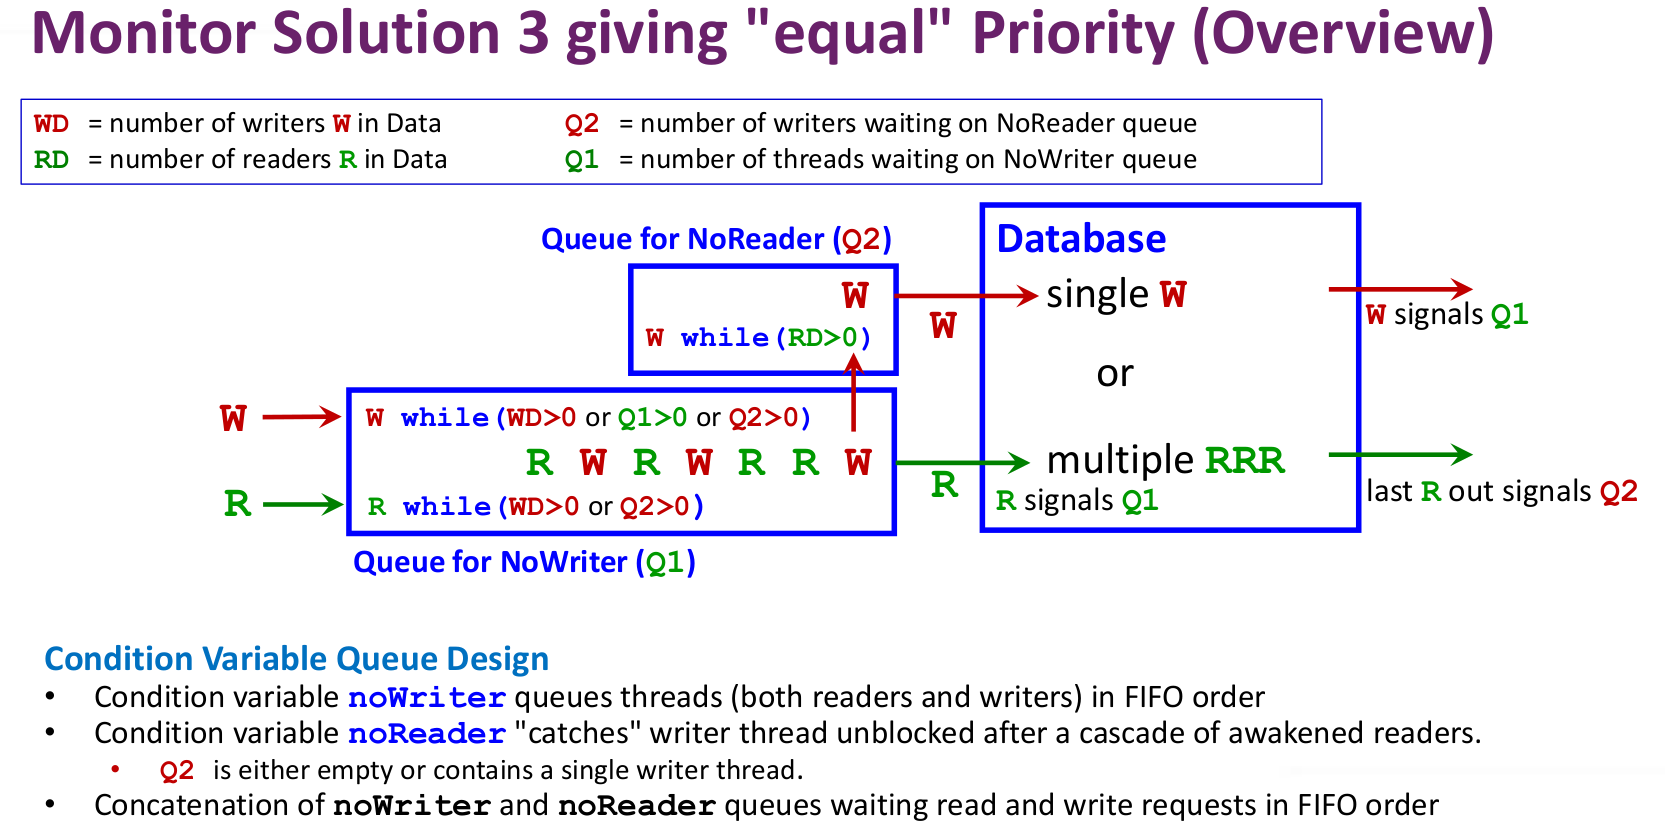 Monitor Solution 3 giving "equal" Priority (Overview)
WD = number of writers W in Data
Q2 = number of writers waiting on NoReader queue
RD = number of readers R in Data
Q1 = number of threads waiting on NoWriter queue
Queue for NoReader (Q2)
W
W while(RD>0)
W
Database
single W
or
multiple RRR
R signals Q1
W signals Q1
last R out signals Q2
W
W while(WD>0 or Q1>0 or Q2>0)
R W R W R R W
R
R
R while(WD>0 or Q2>0)
Queue for NoWriter (Q1)
Condition Variable Queue Design
• Condition variable noWriter queues threads (both readers and writers) in FIFO order
• Condition variable noReader "catches" writer thread unblocked after a cascade of awakened readers.
• Q2 is either empty or contains a single writer thread.
• Concatenation of noWriter and noReader queues waiting read and write requests in FIFO order